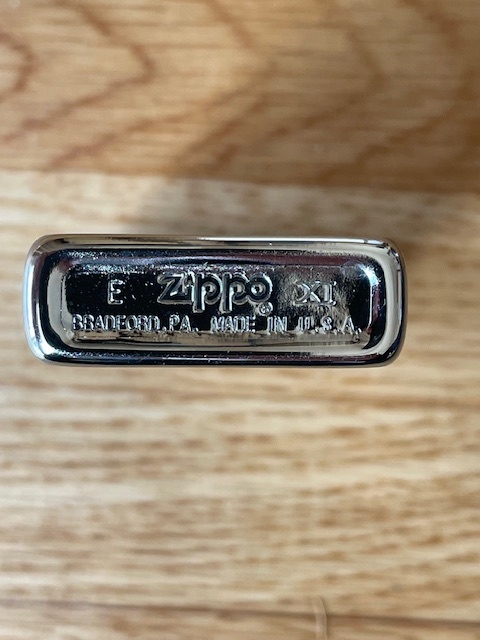 E Zippo ® XI
BRADFORD, PA. MADE IN U.S.A.